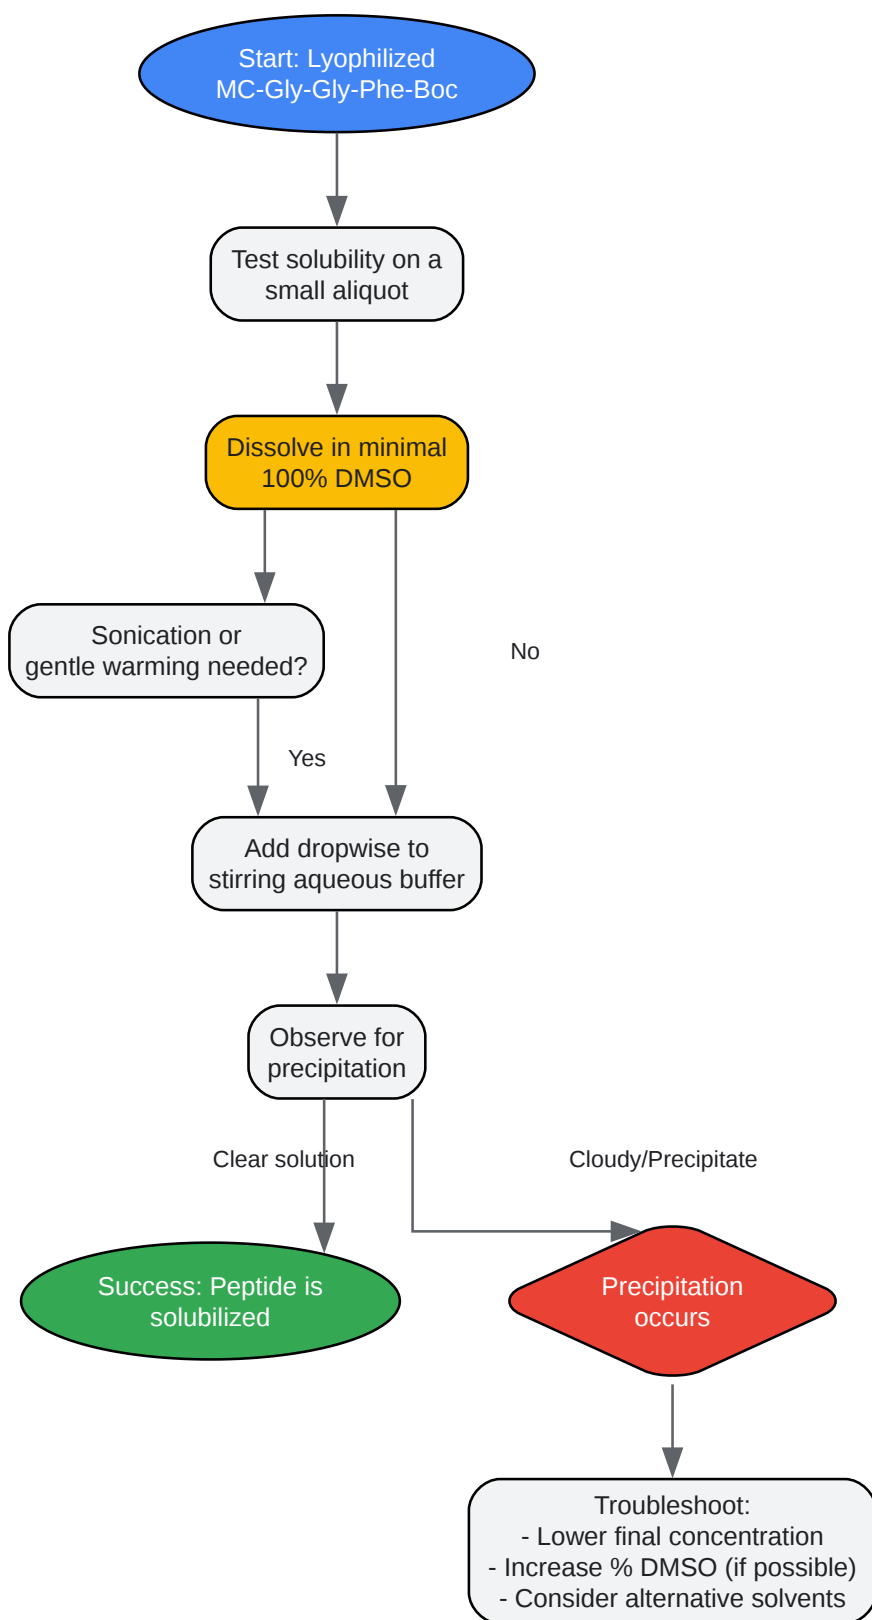 Start: Lyophilized
MC-Gly-Gly-Phe-Boc
Test solubility on a
small aliquot
Dissolve in minimal
100% DMSO
Sonication or
gentle warming needed?
No
Yes
Add dropwise to
stirring aqueous buffer
Observe for
precipitation
Clear solution
Cloudy/Precipitate
Success: Peptide is
solubilized
Precipitation
occurs
Troubleshoot:
- Lower final concentration
- Increase % DMSO (if possible)
- Consider alternative solvents